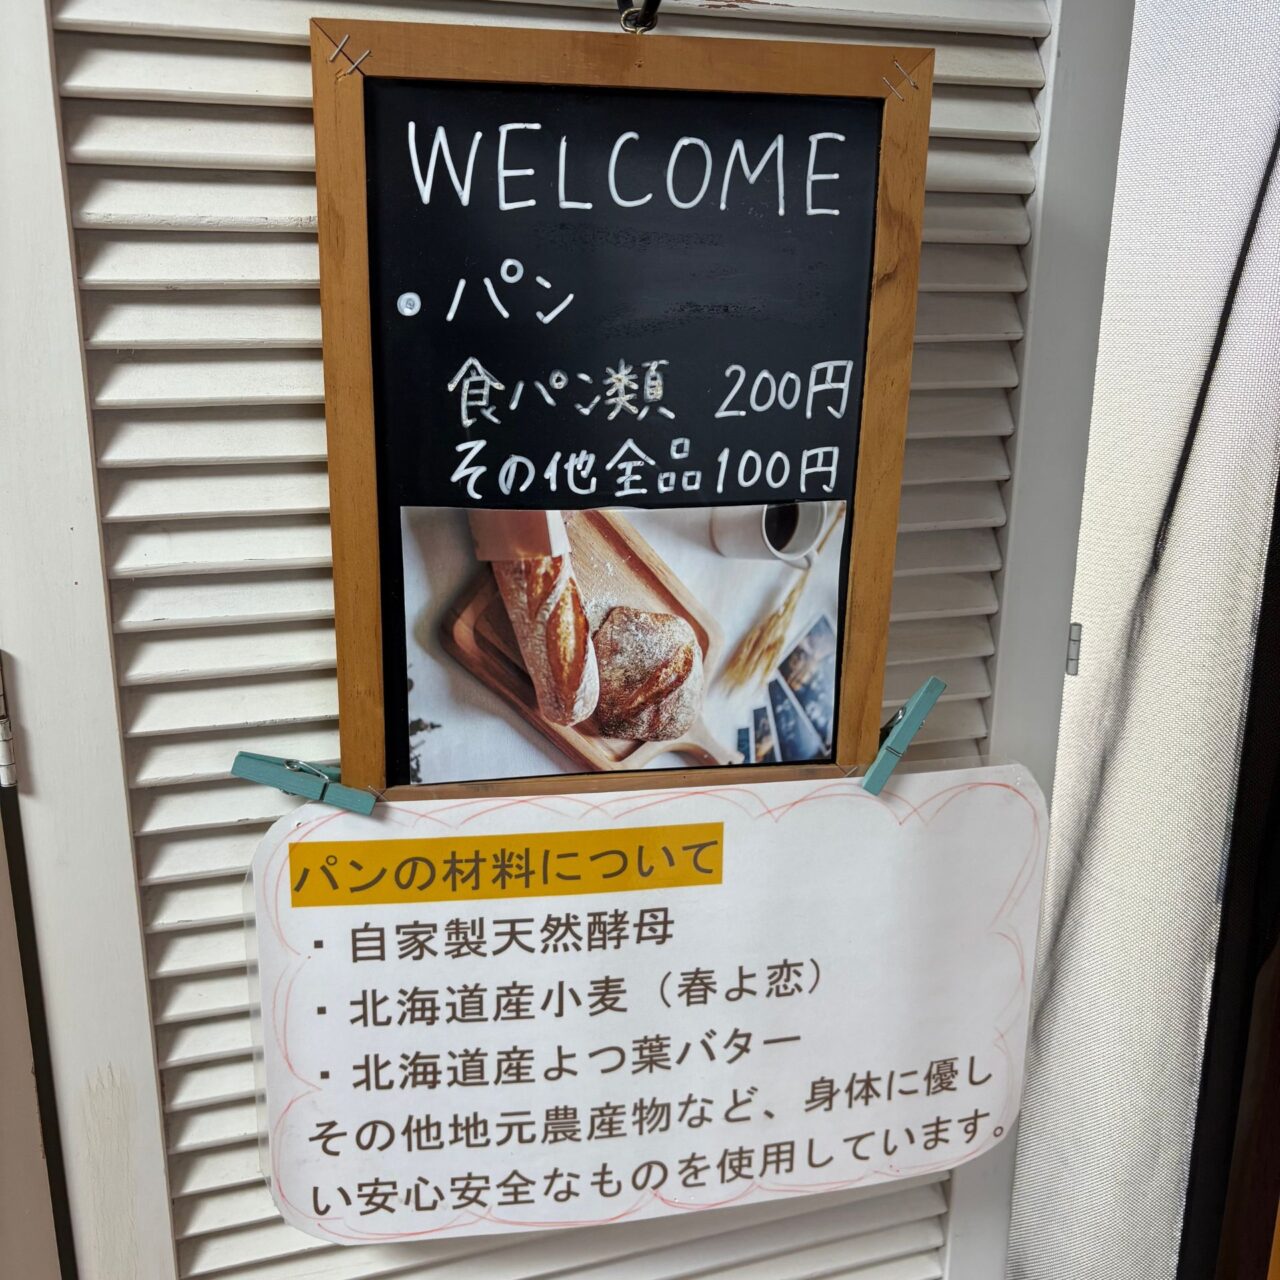 WELCOME
・パン
食パン類 200円
その他全品100円
パンの材料について
・自家製天然酵母
・北海道産小麦（春よ恋）
・北海道産よつ葉バター
その他地元農産物など、身体に優し
い安心安全なものを使用しています。